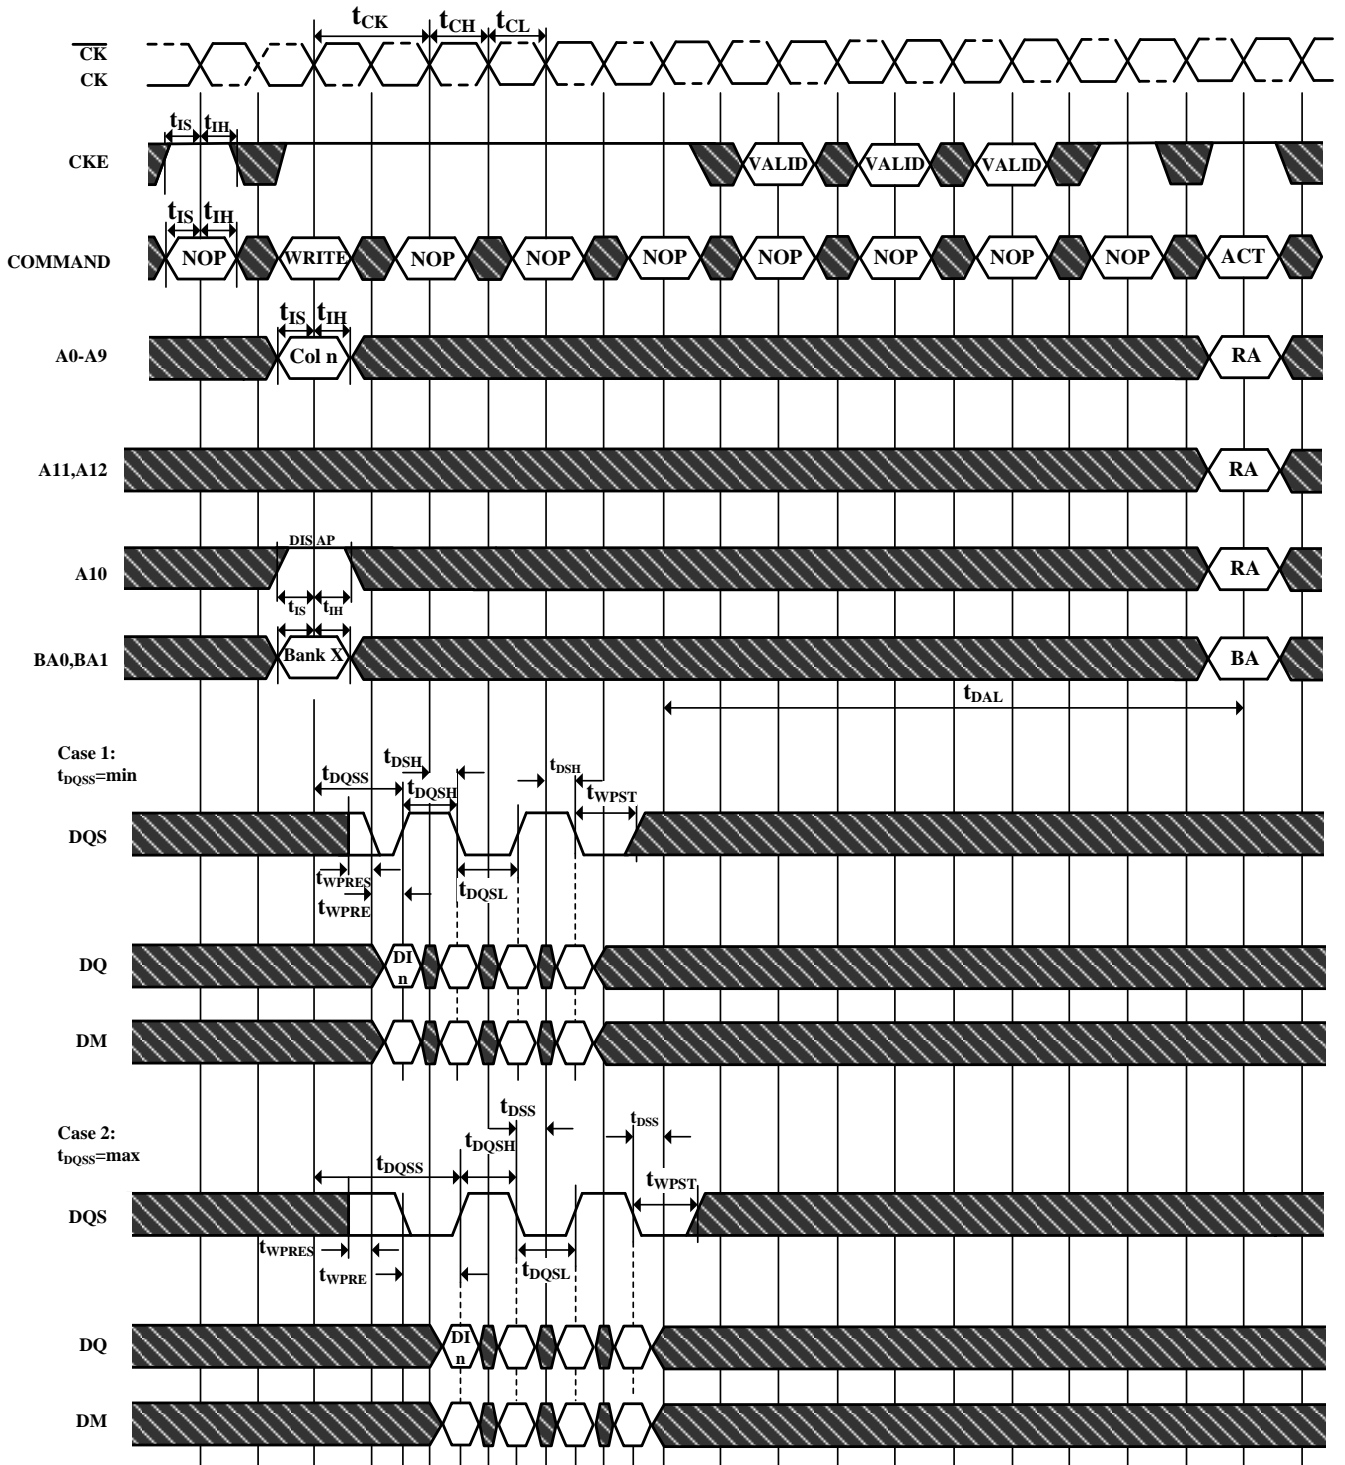 tCK tCH tCL
CK
CK
tIS tIH
CKE VALID VALID VALID
tIS tIH
COMMAND NOP WRITE NOP NOP NOP NOP NOP NOP NOP ACT
tIS tIH
A0-A9 Col n RA
A11,A12 RA
DIS AP
A10 RA
tIS tIH
BA0,BA1 Bank X BA
tDAL
Case 1:
tDQSS=min
tDSH tDSH
tDQSS tDQSH tWPST
DQS
tWPRES tDQSL
tWPRE
DQ DI
n
DM
tDSS tDSS
Case 2:
tDQSS=max
tDQSH
tDQSS tWPST
DQS
tWPRES
tWPRE tDQSL
DQ DI
n
DM